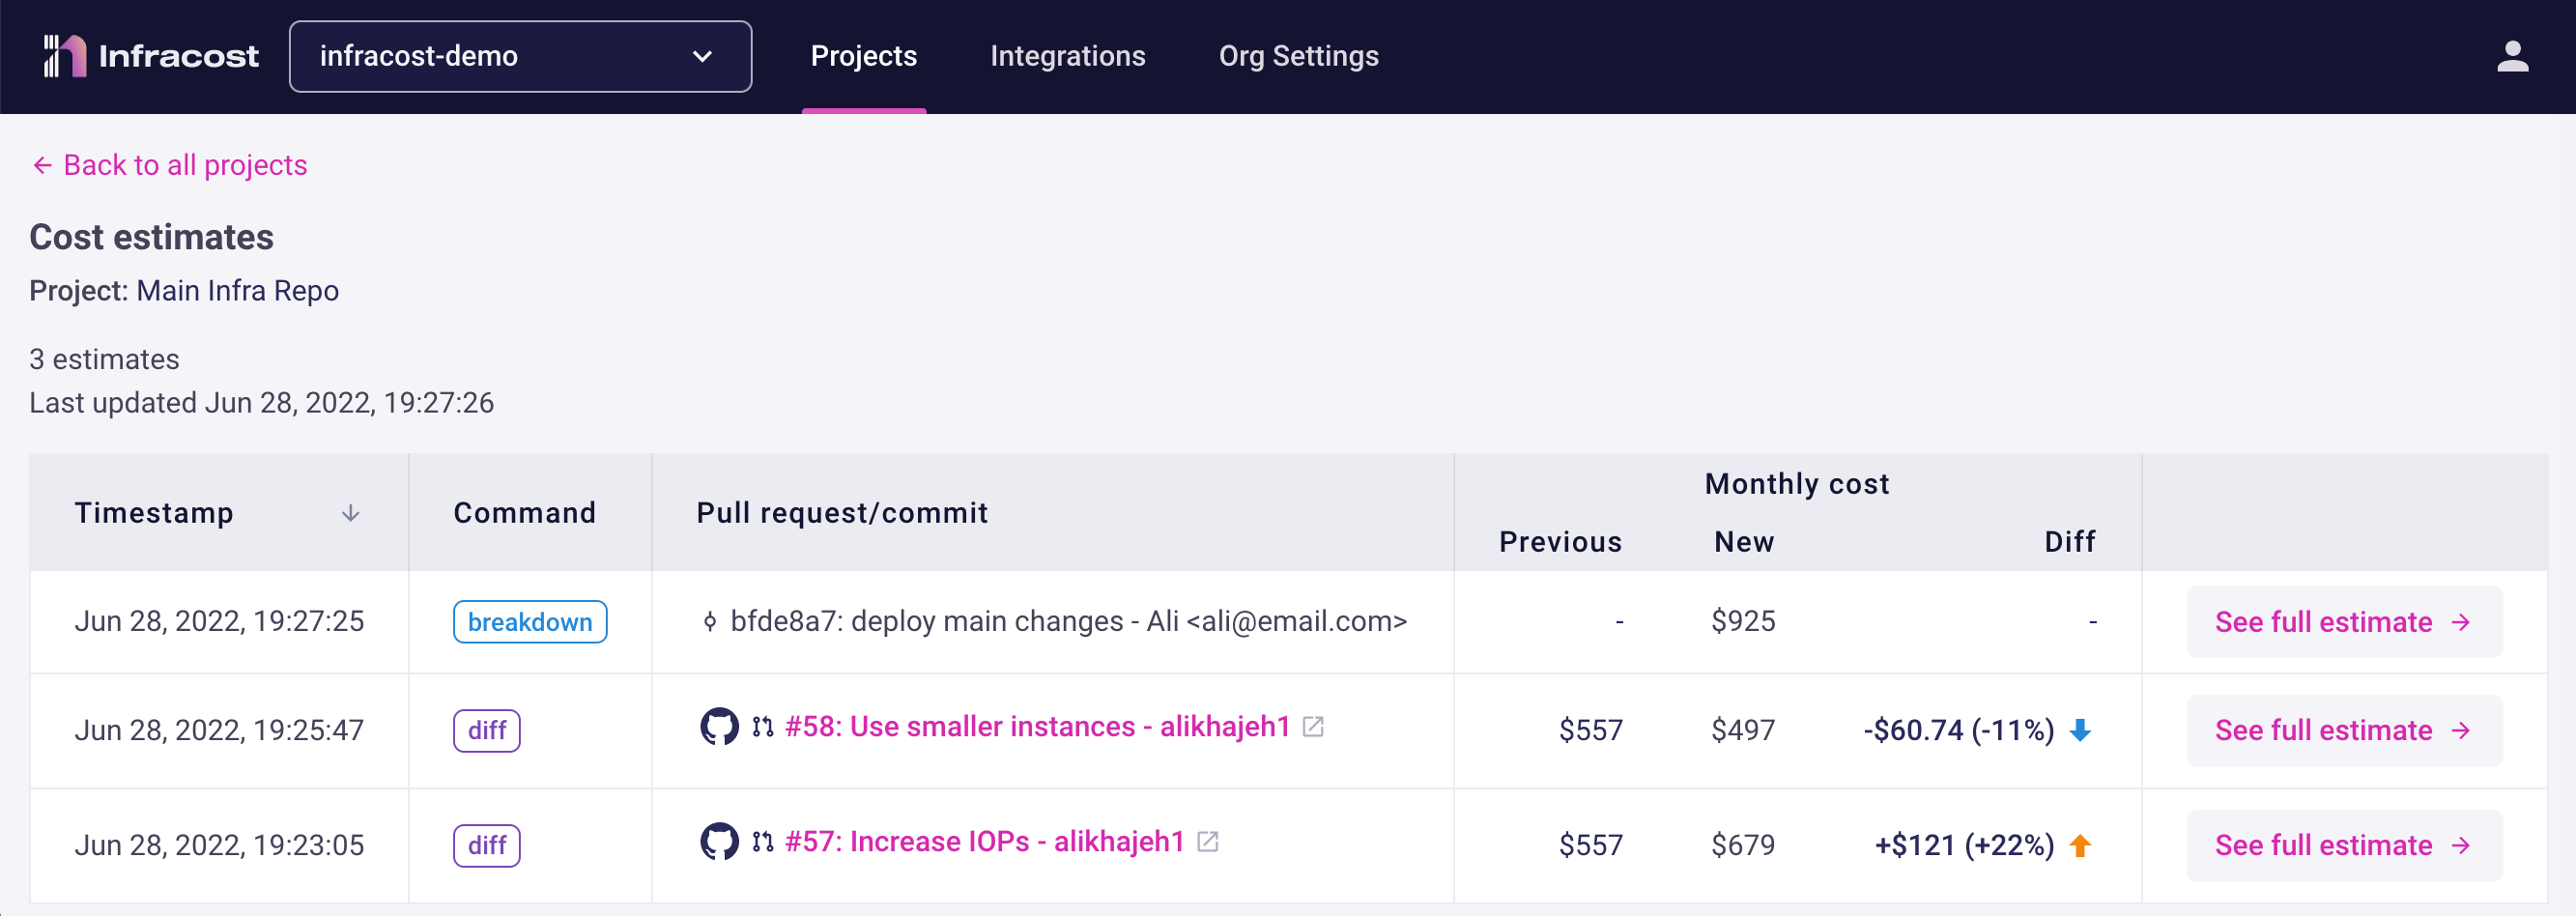 Infracost
infracost-demo
Projects
Integrations
Org Settings
← Back to all projects
Cost estimates
Project: Main Infra Repo
3 estimates
Last updated Jun 28, 2022, 19:27:26
Timestamp ↓
Command
Pull request/commit
Monthly cost
Previous New Diff
Jun 28, 2022, 19:27:25 breakdown bfde8a7: deploy main changes - Ali <ali@email.com> - $925 - See full estimate →
Jun 28, 2022, 19:25:47 diff #58: Use smaller instances - alikhajeh1 $557 $497 -$60.74 (-11%) See full estimate →
Jun 28, 2022, 19:23:05 diff #57: Increase IOPs - alikhajeh1 $557 $679 +$121 (+22%) See full estimate →